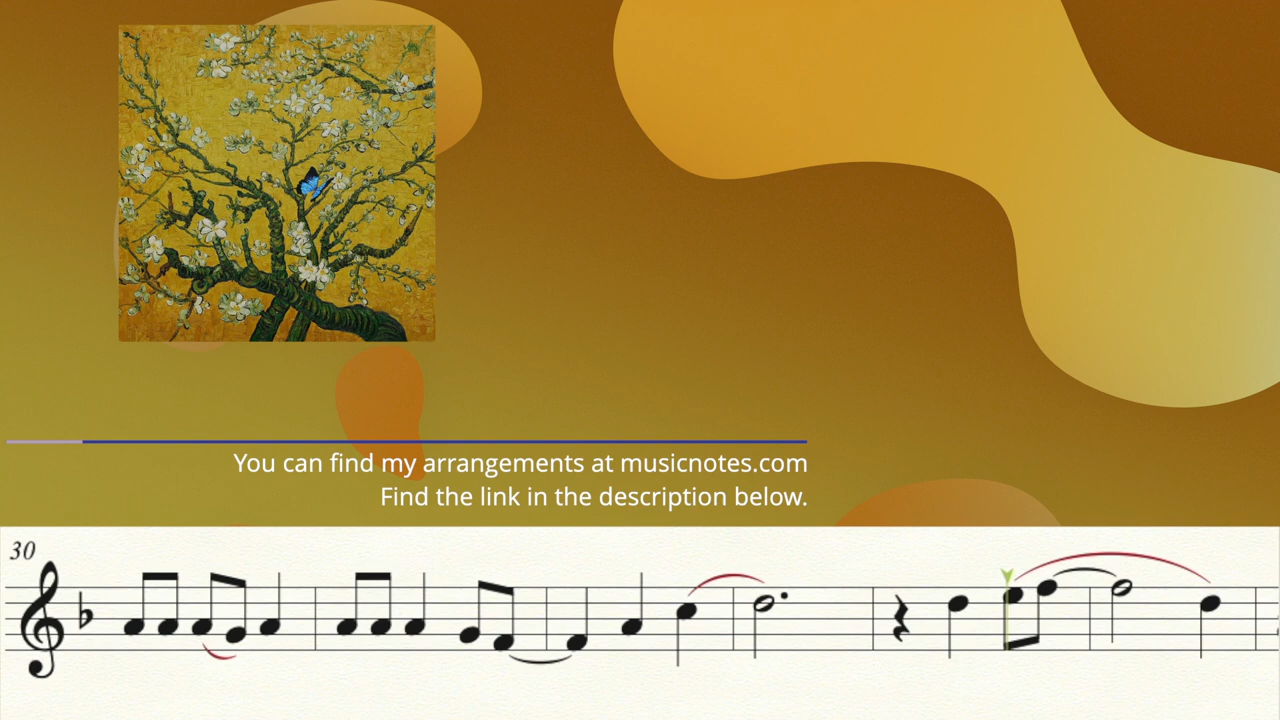 You can find my arrangements at musicnotes.com
Find the link in the description below.
30